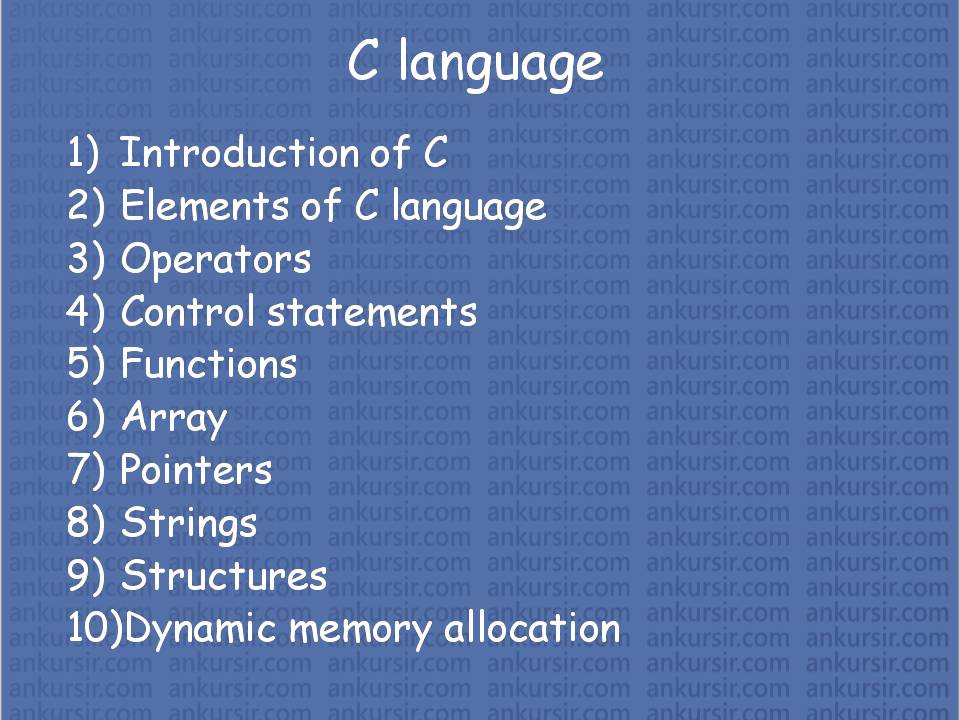 C language
1) Introduction of C
2) Elements of C language
3) Operators
4) Control statements
5) Functions
6) Array
7) Pointers
8) Strings
9) Structures
10)Dynamic memory allocation
ankursir.com